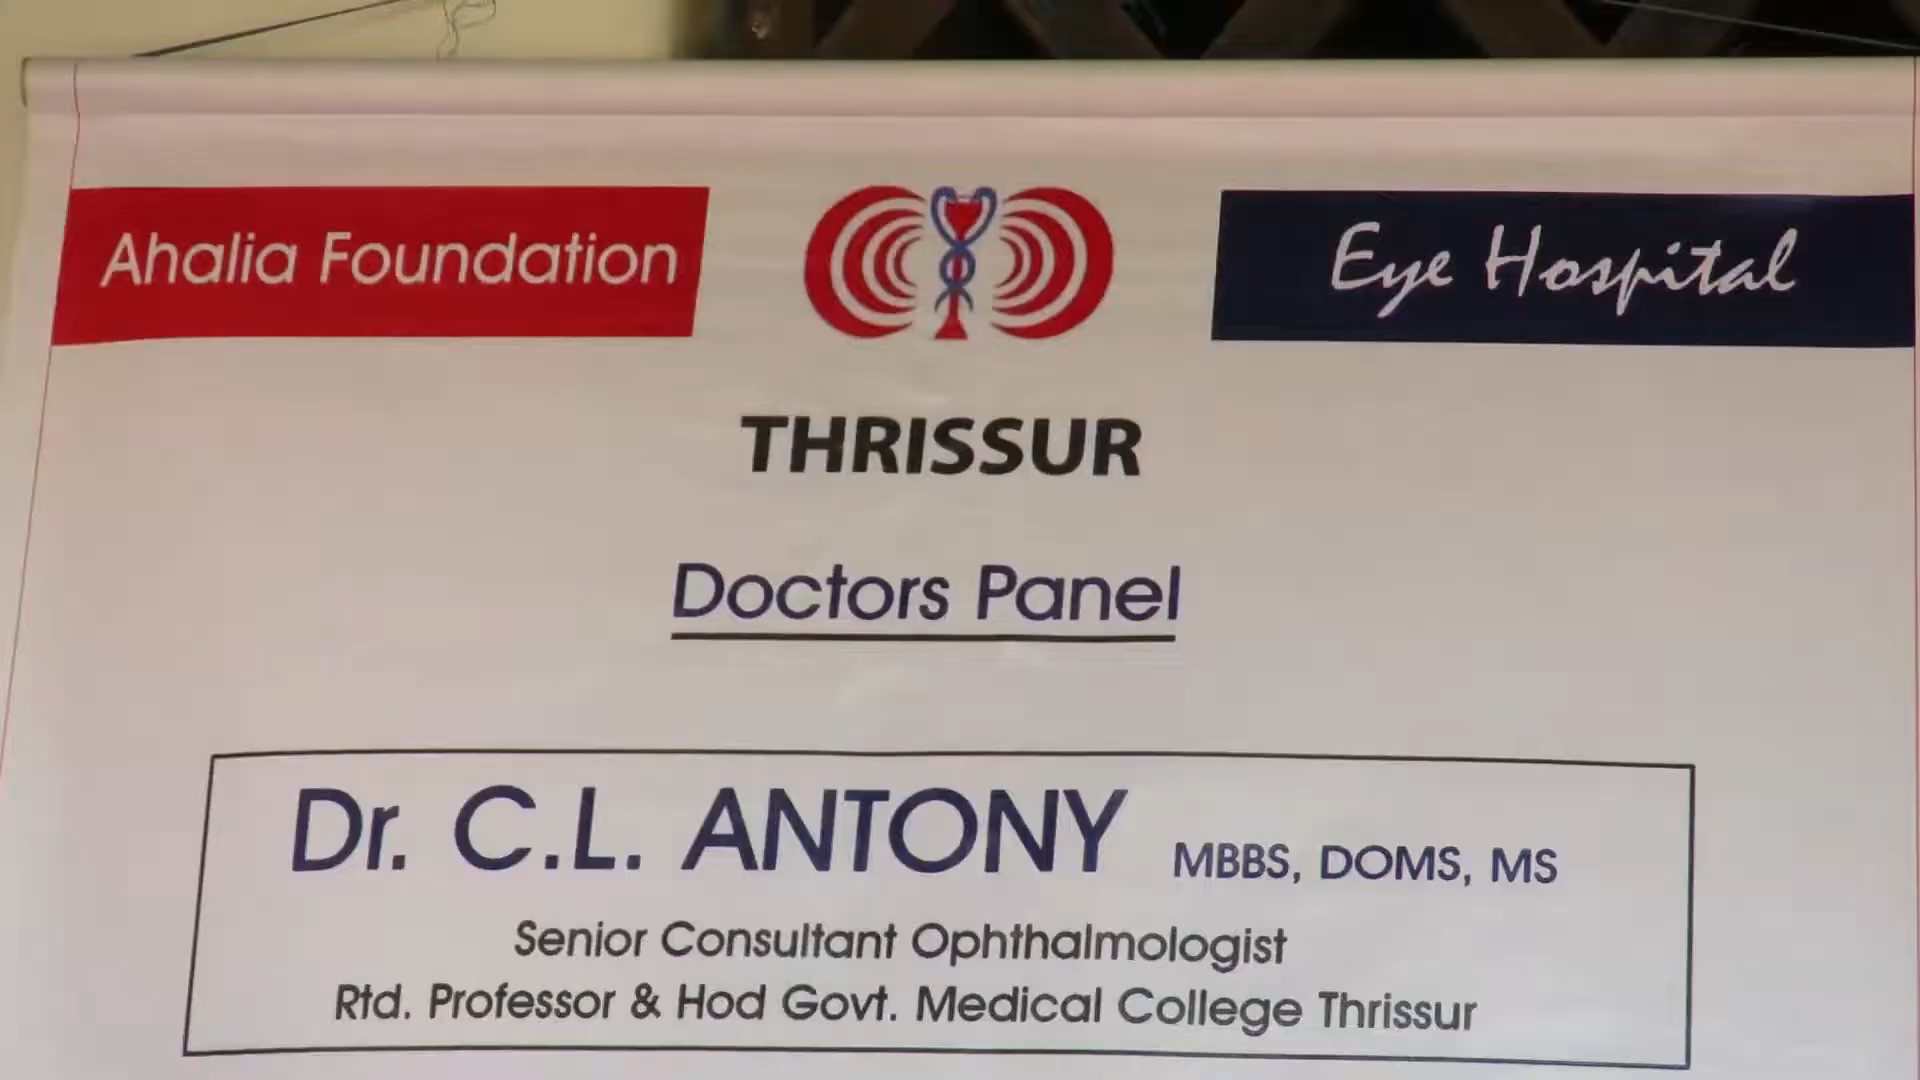 Ahalia Foundation Eye Hospital
THRISSUR
Doctors Panel
Dr. C.L. ANTONY MBBS, DOMS, MS
Senior Consultant Ophthalmologist
Rtd. Professor & Hod Govt. Medical College Thrissur